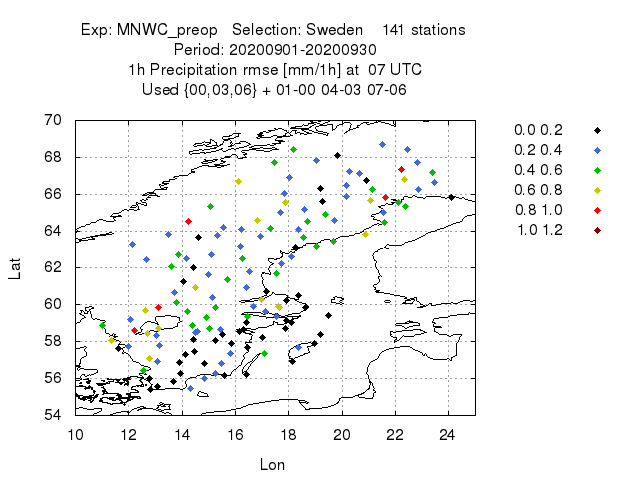 Exp: MNWC_preop Selection: Sweden 141 stations
Period: 20200901-20200930
1h Precipitation rmse [mm/1h] at 07 UTC
Used {00,03,06} + 01-00 04-03 07-06
70
68
66
64
62
60
58
56
54
Lat
10 12 14 16 18 20 22 24
Lon
0.0 0.2
0.2 0.4
0.4 0.6
0.6 0.8
0.8 1.0
1.0 1.2